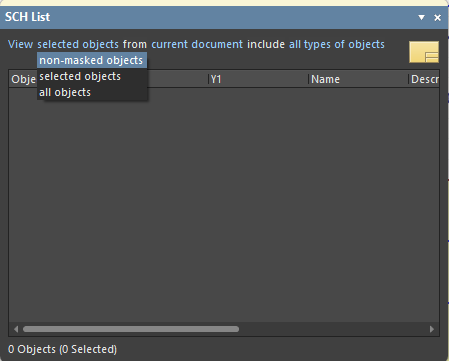 SCH List
View selected objects from current document include all types of objects
non-masked objects
selected objects
all objects
Obje Y1 Name Descr
0 Objects (0 Selected)